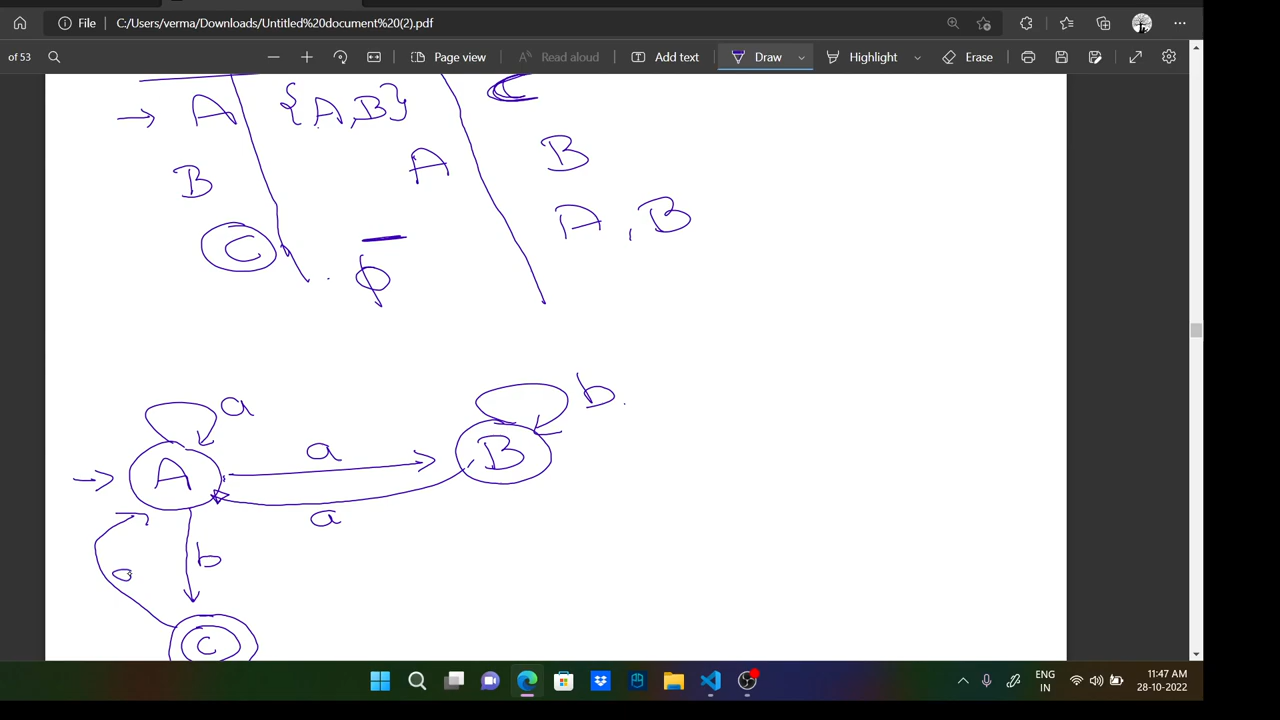 File C:/Users/verma/Downloads/Untitled%20document%20(2).pdf
of 53 Page view Read aloud Add text Draw Highlight Erase
→ A {A,B} C
B A B
C – A , B
ϕ
a b.
a
A B
a
b
C
ENG 11:47 AM
IN 28-10-2022